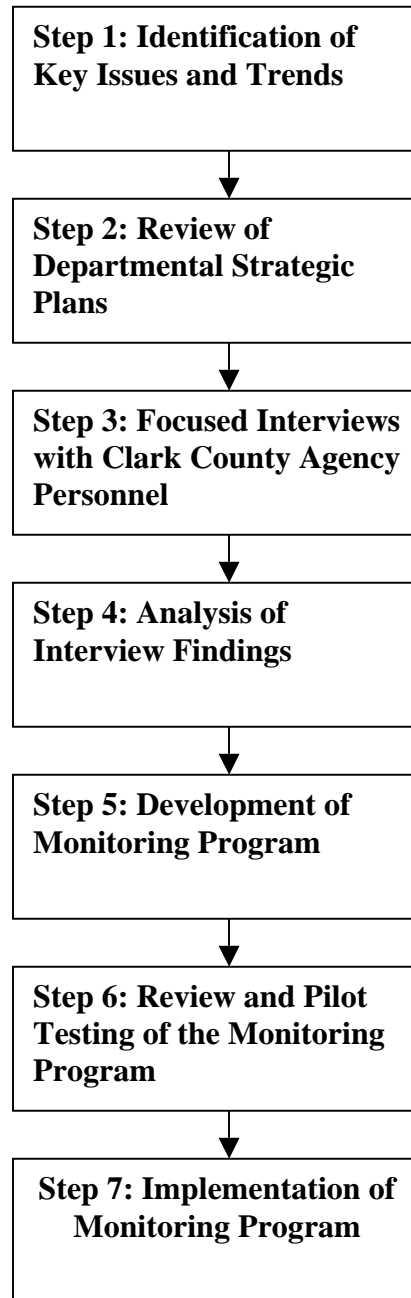 Step 1: Identification of
Key Issues and Trends
Step 2: Review of
Departmental Strategic
Plans
Step 3: Focused Interviews
with Clark County Agency
Personnel
Step 4: Analysis of
Interview Findings
Step 5: Development of
Monitoring Program
Step 6: Review and Pilot
Testing of the Monitoring
Program
Step 7: Implementation of
Monitoring Program